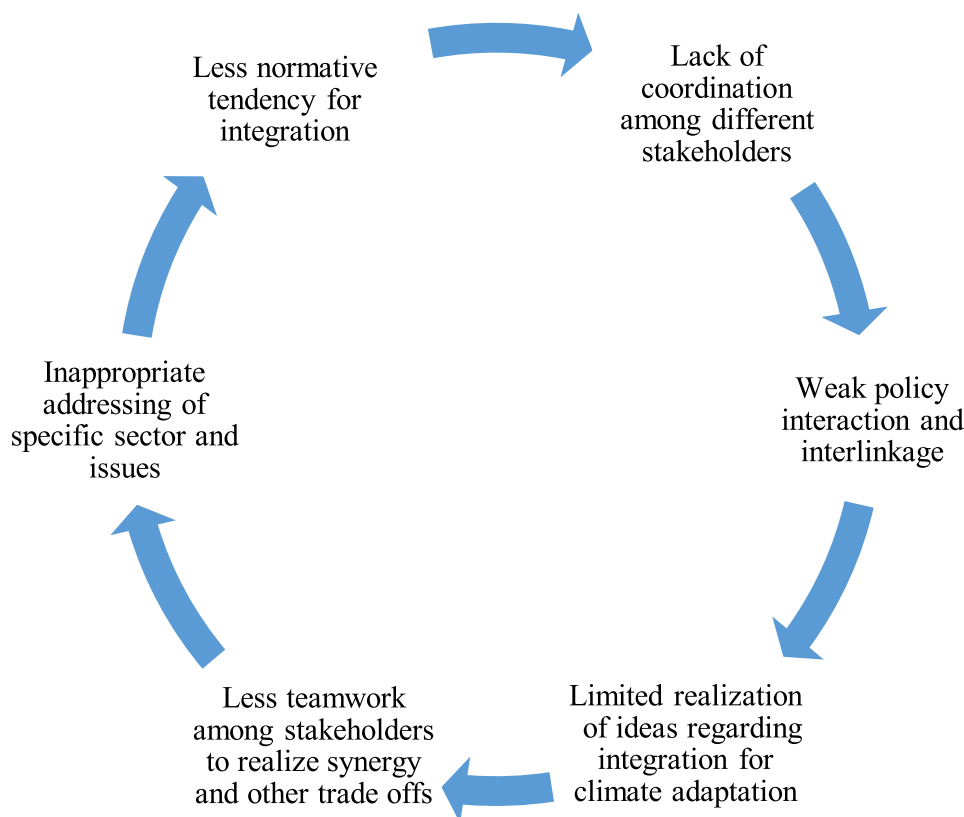 Less normative
tendency for
integration
Lack of
coordination
among different
stakeholders
Weak policy
interaction and
interlinkage
Limited realization
of ideas regarding
integration for
climate adaptation
Less teamwork
among stakeholders
to realize synergy
and other trade offs
Inappropriate
addressing of
specific sector and
issues